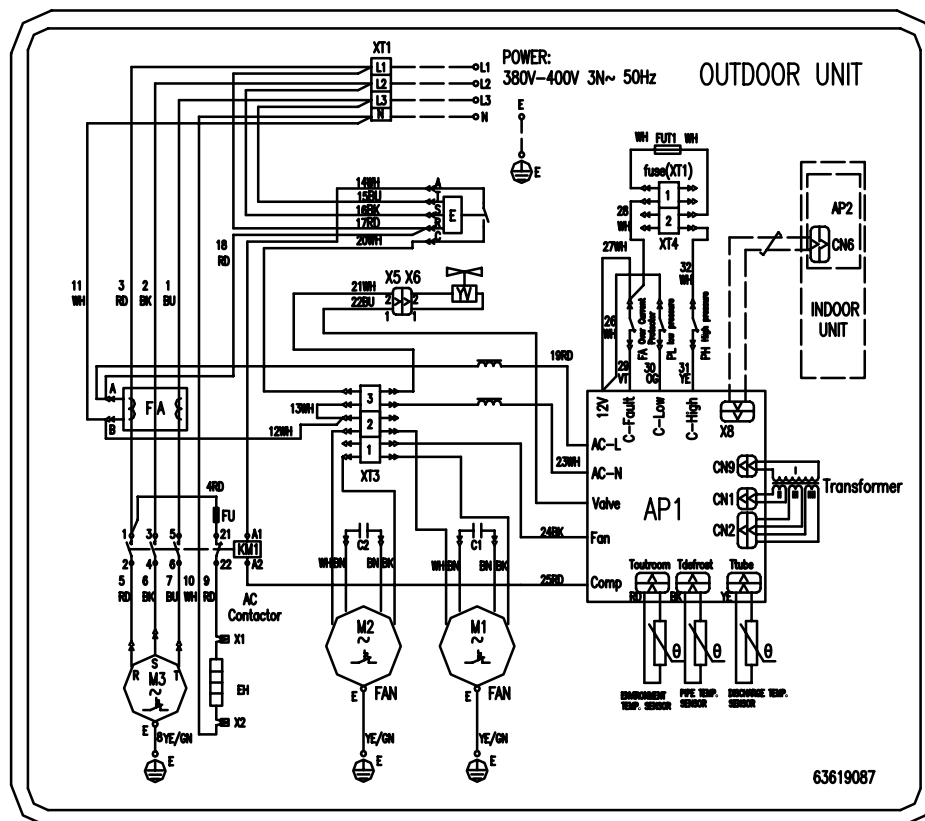 XT1
L1
L2
L3
N
L1
L2
L3
N
POWER:
380V-400V 3N~ 50Hz
OUTDOOR UNIT
E
E
WH FUT1 WH
fuse(XT1)
1
2
XT4
28
WH
27WH
26
WH
32
WH
AP2
CN6
INDOOR
UNIT
14WH
15BU
16BK
17RD
20WH
A
T
S
R
C
E
18
RD
11
WH
3
RD
2
BK
1
BU
21WH
22BU
X5 X6
2
2
1
1
YV
FA Over Current
Protector
PL low pressure
PH High pressure
29
VT
30
OG
31
YE
19RD
A
B
FA
12WH
13WH
3
2
1
XT3
12V
C-Fault
C-Low
C-High
X8
AC-L
AC-N
Valve
Fan
Comp
AP1
CN9
CN1
CN2
Transformer
23WH
24BK
25RD
4RD
FU
1
3
5
21
A1
KM1
2
4
6
22
A2
5
RD
6
BK
7
BU
10
WH
9
RD
AC
Contactor
X1
EH
X2
R
S
T
M3
~
E
8YE/GN
E
C2
WH
BN
BN
BK
M2
~
E
FAN
YE/GN
E
C1
WH
BN
BN
BK
M1
~
E
FAN
YE/GN
E
Toutroom
Tdefrost
Ttube
RD
BK
YE
θ
θ
θ
ENVIRONMENT
TEMP. SENSOR
PIPE TEMP.
SENSOR
DISCHARGE TEMP.
SENSOR
63619087